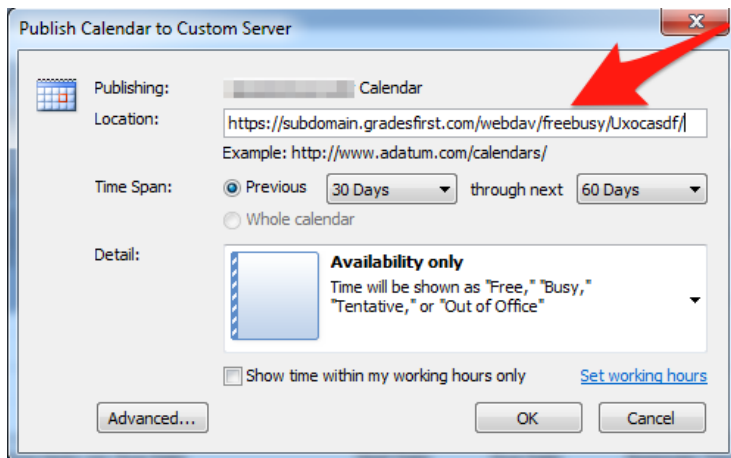 Publish Calendar to Custom Server
Publishing: Calendar
Location: https://subdomain.gradesfirst.com/webdav/freebusy/Uxocasdf/
Example: http://www.adatum.com/calendars/
Time Span: Previous 30 Days through next 60 Days
Whole calendar
Detail: Availability only
Time will be shown as "Free," "Busy,"
"Tentative," or "Out of Office"
Show time within my working hours only Set working hours
Advanced... OK Cancel